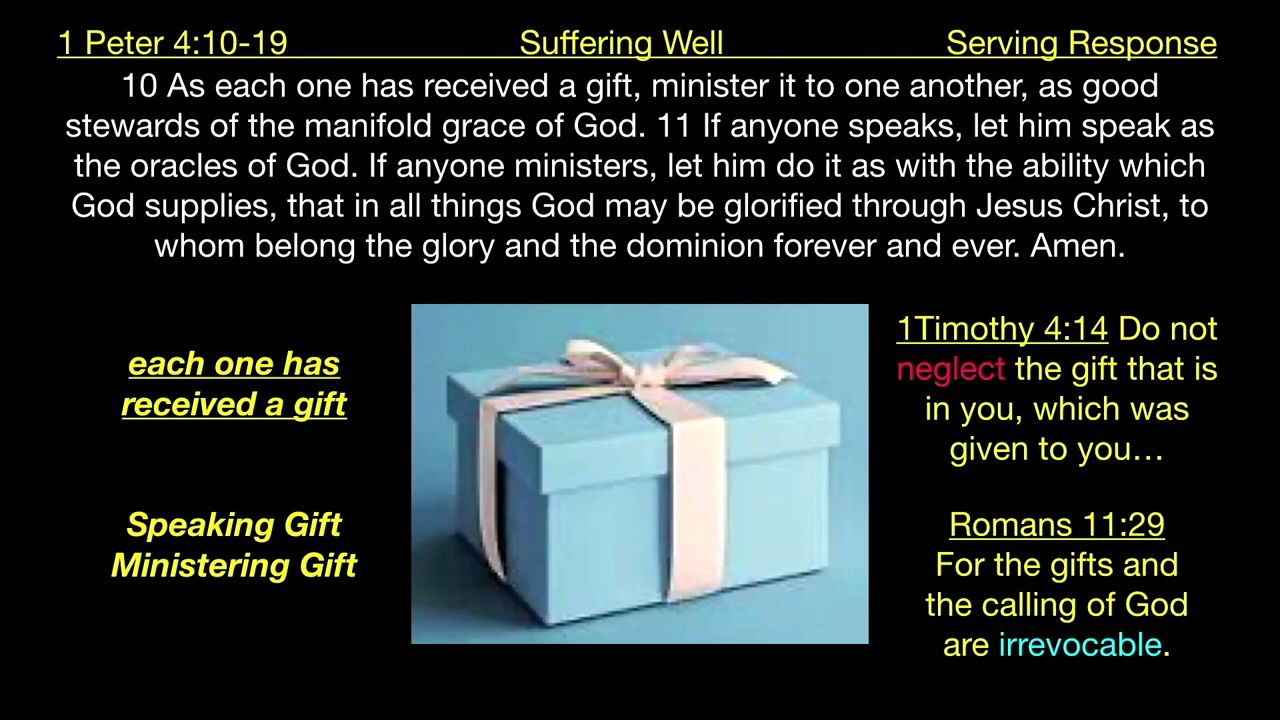 1 Peter 4:10-19 Suffering Well Serving Response
10 As each one has received a gift, minister it to one another, as good
stewards of the manifold grace of God. 11 If anyone speaks, let him speak as
the oracles of God. If anyone ministers, let him do it as with the ability which
God supplies, that in all things God may be glorified through Jesus Christ, to
whom belong the glory and the dominion forever and ever. Amen.
each one has
received a gift
Speaking Gift
Ministering Gift
1Timothy 4:14 Do not
neglect the gift that is
in you, which was
given to you…
Romans 11:29
For the gifts and
the calling of God
are irrevocable.